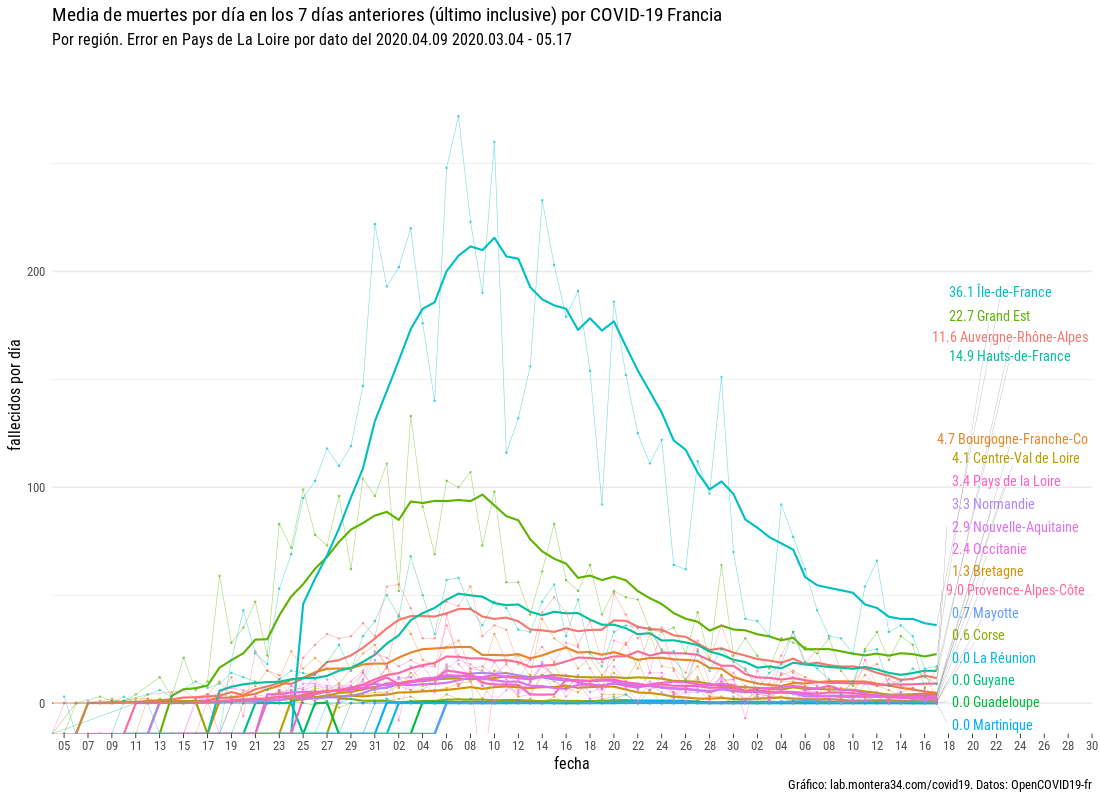 Media de muertes por día en los 7 días anteriores (último inclusive) por COVID-19 Francia
Por región. Error en Pays de La Loire por dato del 2020.04.09 2020.03.04 - 05.17
fallecidos por día
200
100
0
36.1 Île-de-France
22.7 Grand Est
11.6 Auvergne-Rhône-Alpes
14.9 Hauts-de-France
4.7 Bourgogne-Franche-Co
4.1 Centre-Val de Loire
3.4 Pays de la Loire
3.3 Normandie
2.9 Nouvelle-Aquitaine
2.4 Occitanie
1.3 Bretagne
9.0 Provence-Alpes-Côte
0.7 Mayotte
0.6 Corse
0.0 La Réunion
0.0 Guyane
0.0 Guadeloupe
0.0 Martinique
05 07 09 11 13 15 17 19 21 23 25 27 29 31 02 04 06 08 10 12 14 16 18 20 22 24 26 28 30 02 04 06 08 10 12 14 16 18 20 22 24 26 28 30
fecha
Gráfico: lab.montera34.com/covid19. Datos: OpenCOVID19-fr